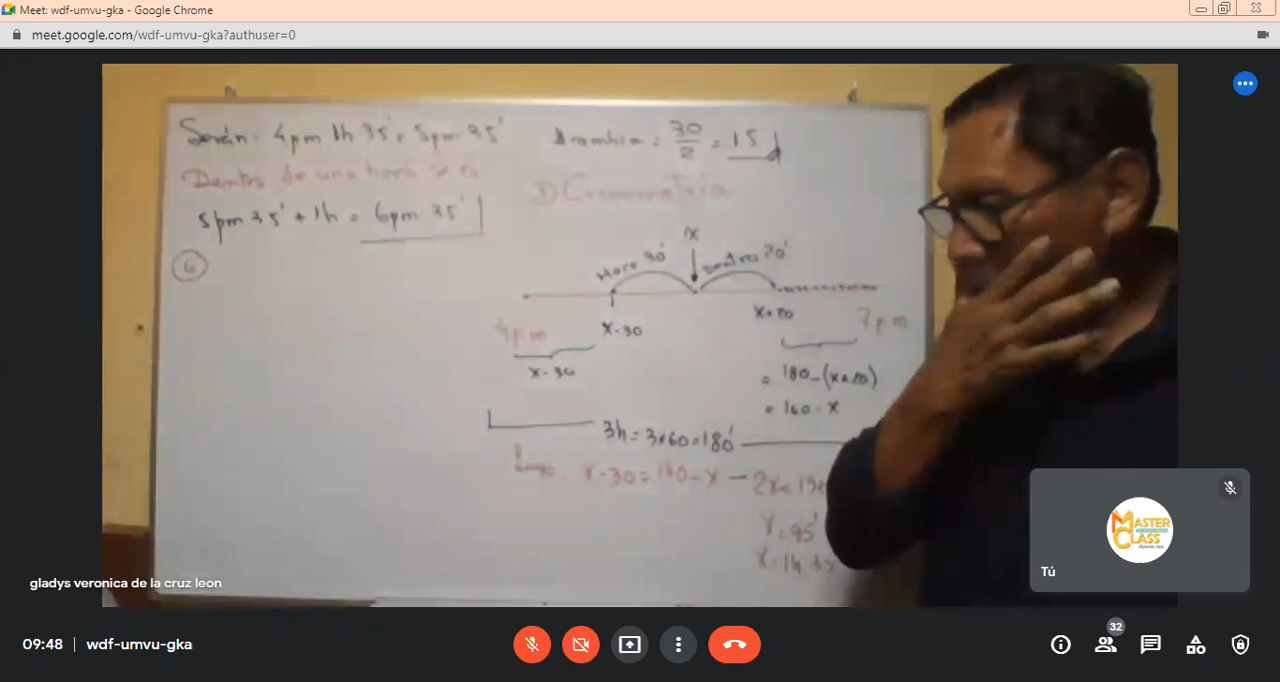 Meet: wdf-umvu-gka - Google Chrome
meet.google.com/wdf-umvu-gka?authuser=0
Serán: 4pm 1h 35' = 5pm 35'
Dentro de una hora
5pm 35' + 1h = 6pm 35'
6
= 30/2 = 15
Cronometría
x
Hace 30'
Dentro 20'
4pm
x-30
x+20
7pm
x-30
= 180-(x+20)
= 160-x
3h = 3x60 = 180'
x-30 = 160-x → 2x = 190
x = 95'
x = 1h 35
MASTER
CLASS
Tú
gladys veronica de la cruz leon
09:48 | wdf-umvu-gka
32